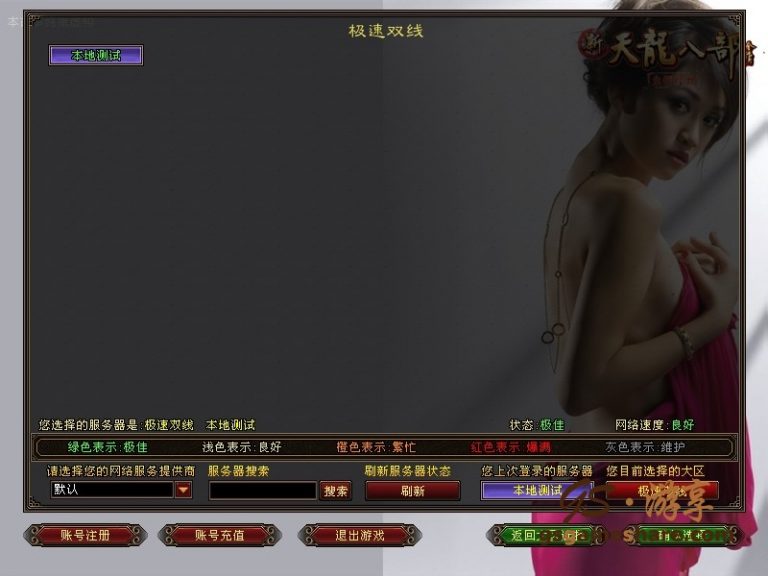 极速双线
新天龍八部
本地测试
您选择的服务器是:极速双线 本地测试 状态:极佳 网络速度:良好
绿色表示:极佳 浅色表示:良好 橙色表示:繁忙 红色表示:爆满 灰色表示:维护
请选择您的网络服务提供商 服务器搜索 刷新服务器状态 您上次登录的服务器 您目前选择的大区
默认 搜索 刷新 本地测试 极速双线
游享
账号注册 账号充值 退出游戏 返回